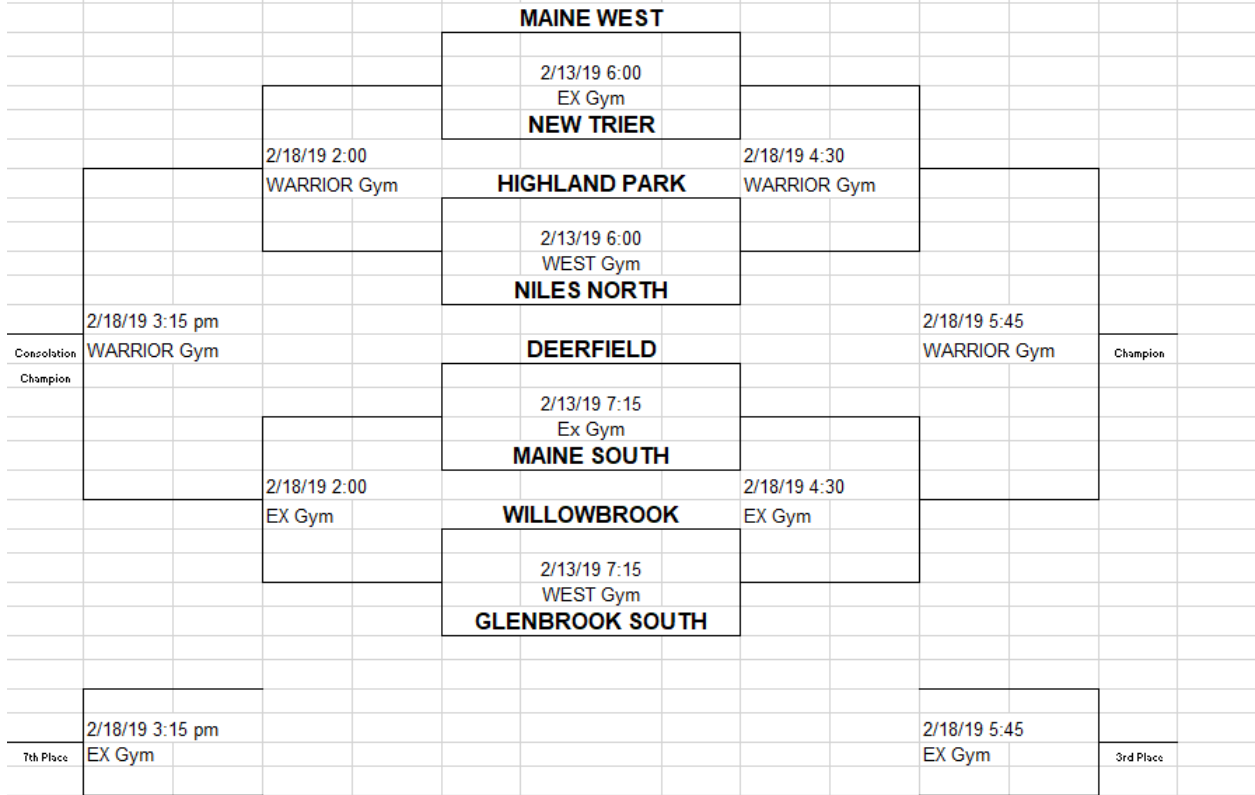 MAINE WEST
2/13/19 6:00
EX Gym
NEW TRIER
2/18/19 2:00
2/18/19 4:30
WARRIOR Gym
HIGHLAND PARK
WARRIOR Gym
2/13/19 6:00
WEST Gym
NILES NORTH
2/18/19 3:15 pm
2/18/19 5:45
Consolation
WARRIOR Gym
DEERFIELD
WARRIOR Gym
Champion
Champion
2/13/19 7:15
Ex Gym
MAINE SOUTH
2/18/19 2:00
2/18/19 4:30
EX Gym
WILLOWBROOK
EX Gym
2/13/19 7:15
WEST Gym
GLENBROOK SOUTH
2/18/19 3:15 pm
2/18/19 5:45
7th Place
EX Gym
EX Gym
3rd Place